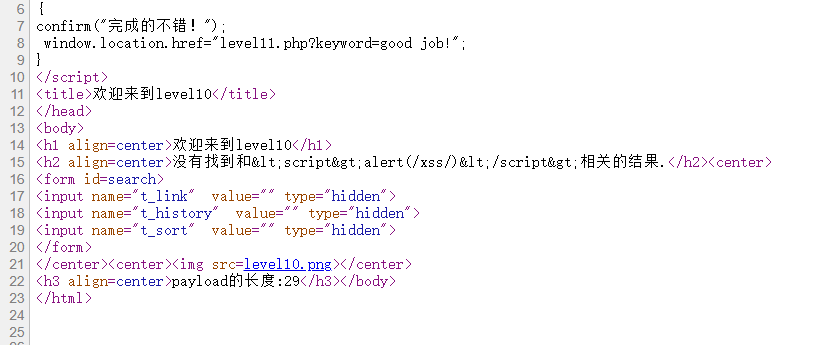 6 {
7 confirm("完成的不错！");
8 window.location.href="level11.php?keyword=good job!";
9 }
10 </script>
11 <title>欢迎来到level10</title>
12 </head>
13 <body>
14 <h1 align=center>欢迎来到level10</h1>
15 <h2 align=center>没有找到和&lt;script&gt;alert(/xss/)&lt;/script&gt;相关的结果.</h2><center>
16 <form id=search>
17 <input name="t_link"  value="" type="hidden">
18 <input name="t_history"  value="" type="hidden">
19 <input name="t_sort"  value="" type="hidden">
20 </form>
21 </center><center><img src=level10.png></center>
22 <h3 align=center>payload的长度:29</h3></body>
23 </html>
24
25